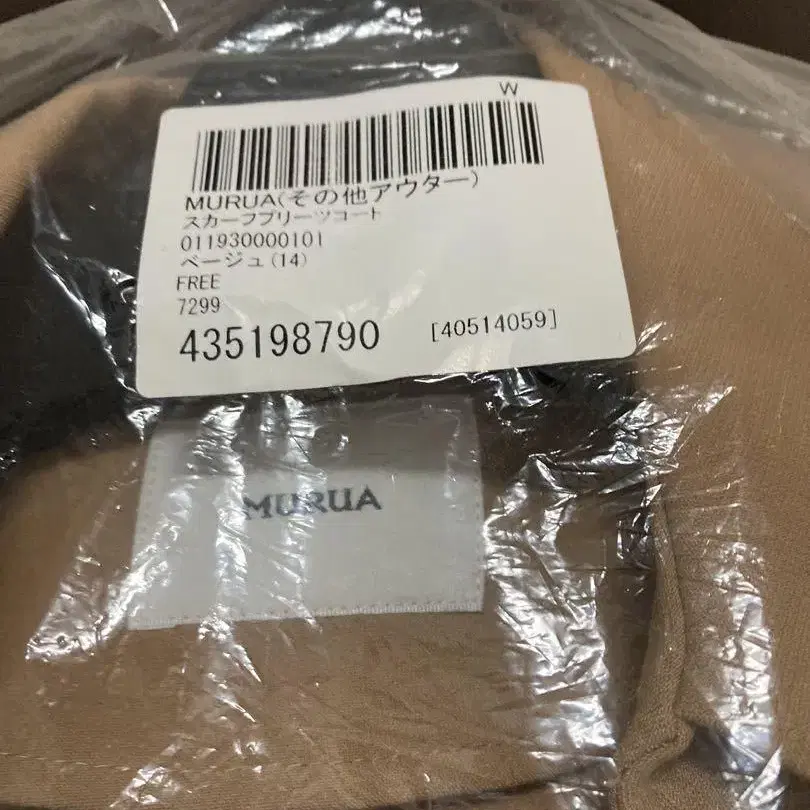 W
MURUA(その他アウター)
スカーフプリーツコート
011930000101
ベージュ(14)
FREE
7299
435198790 [40514059]
MURUA